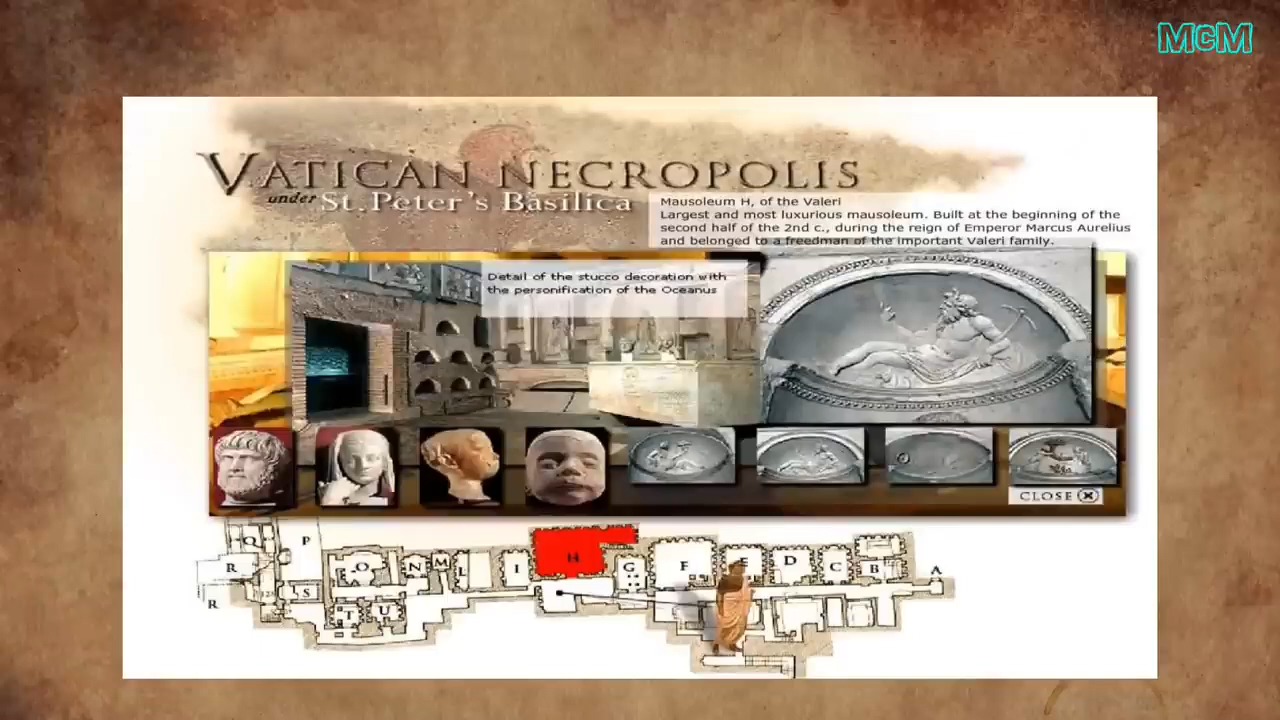 McM
VATICAN NECROPOLIS
under St. Peter's Basilica
Mausoleum H, of the Valeri
Largest and most luxurious mausoleum. Built at the beginning of the
second half of the 2nd c., during the reign of Emperor Marcus Aurelius
and belonged to a freedman of the important Valeri family.
Detail of the stucco decoration with
the personification of the Oceanus
CLOSE
Q P
R
R
S
O N M L I H G F E D C B A
T U